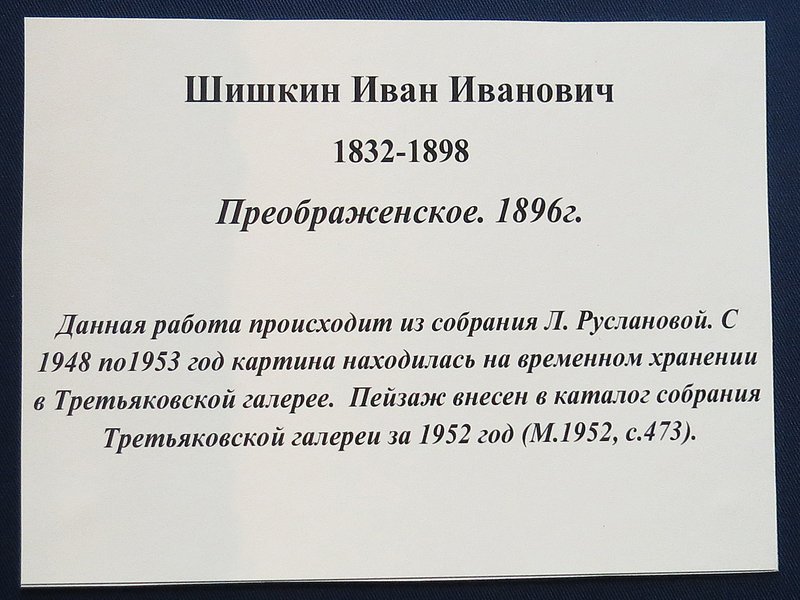 Шишкин Иван Иванович
1832-1898
Преображенское. 1896г.
Данная работа происходит из собрания Л. Руслановой. С
1948 по1953 год картина находилась на временном хранении
в Третьяковской галерее. Пейзаж внесен в каталог собрания
Третьяковской галереи за 1952 год (М.1952, с.473).